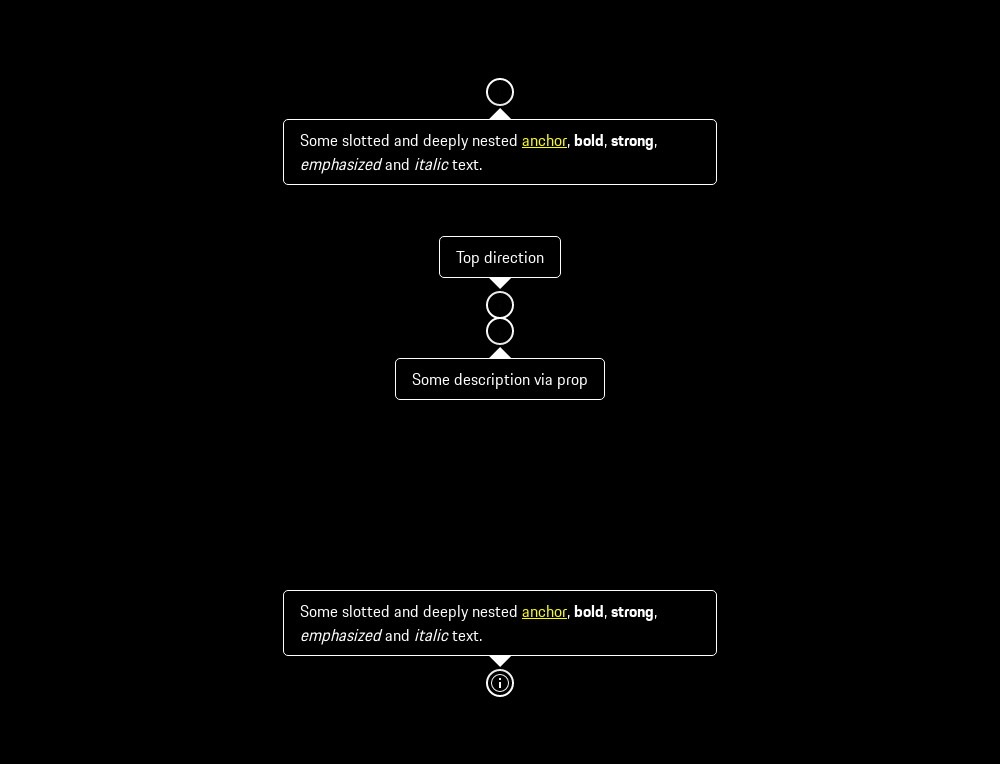 Some slotted and deeply nested anchor, bold, strong,
emphasized and italic text.
Top direction
Some description via prop
Some slotted and deeply nested anchor, bold, strong,
emphasized and italic text.